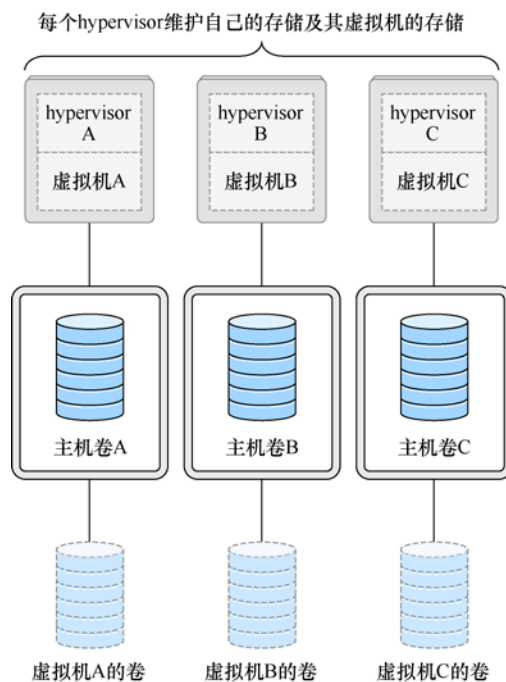 每个hypervisor维护自己的存储及其虚拟机的存储
hypervisor
A
虚拟机A
hypervisor
B
虚拟机B
hypervisor
C
虚拟机C
主机卷A
主机卷B
主机卷C
虚拟机A的卷
虚拟机B的卷
虚拟机C的卷